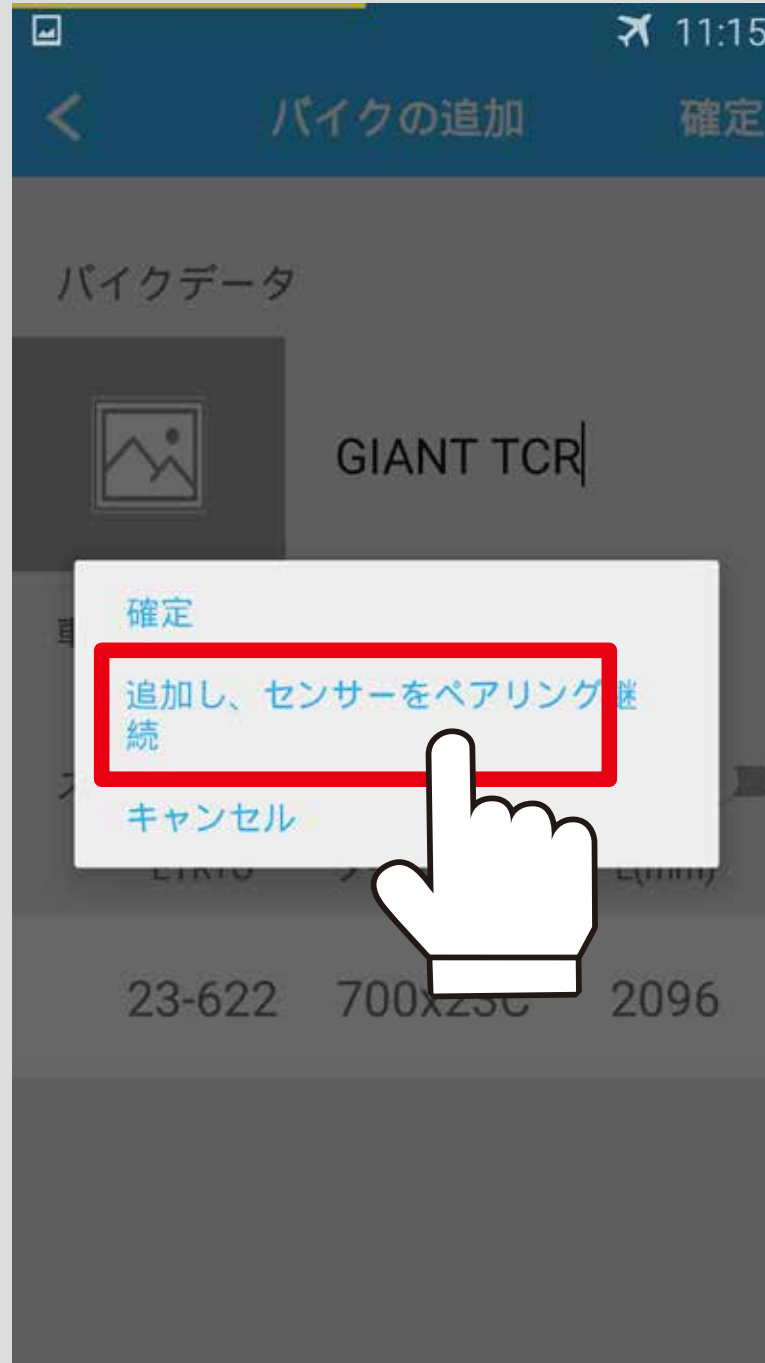 11:15
バイクの追加 確定
バイクデータ
GIANT TCR
確定
追加し、センサーをペアリング継
続
キャンセル
L(mm)
23-622 700x23C 2096